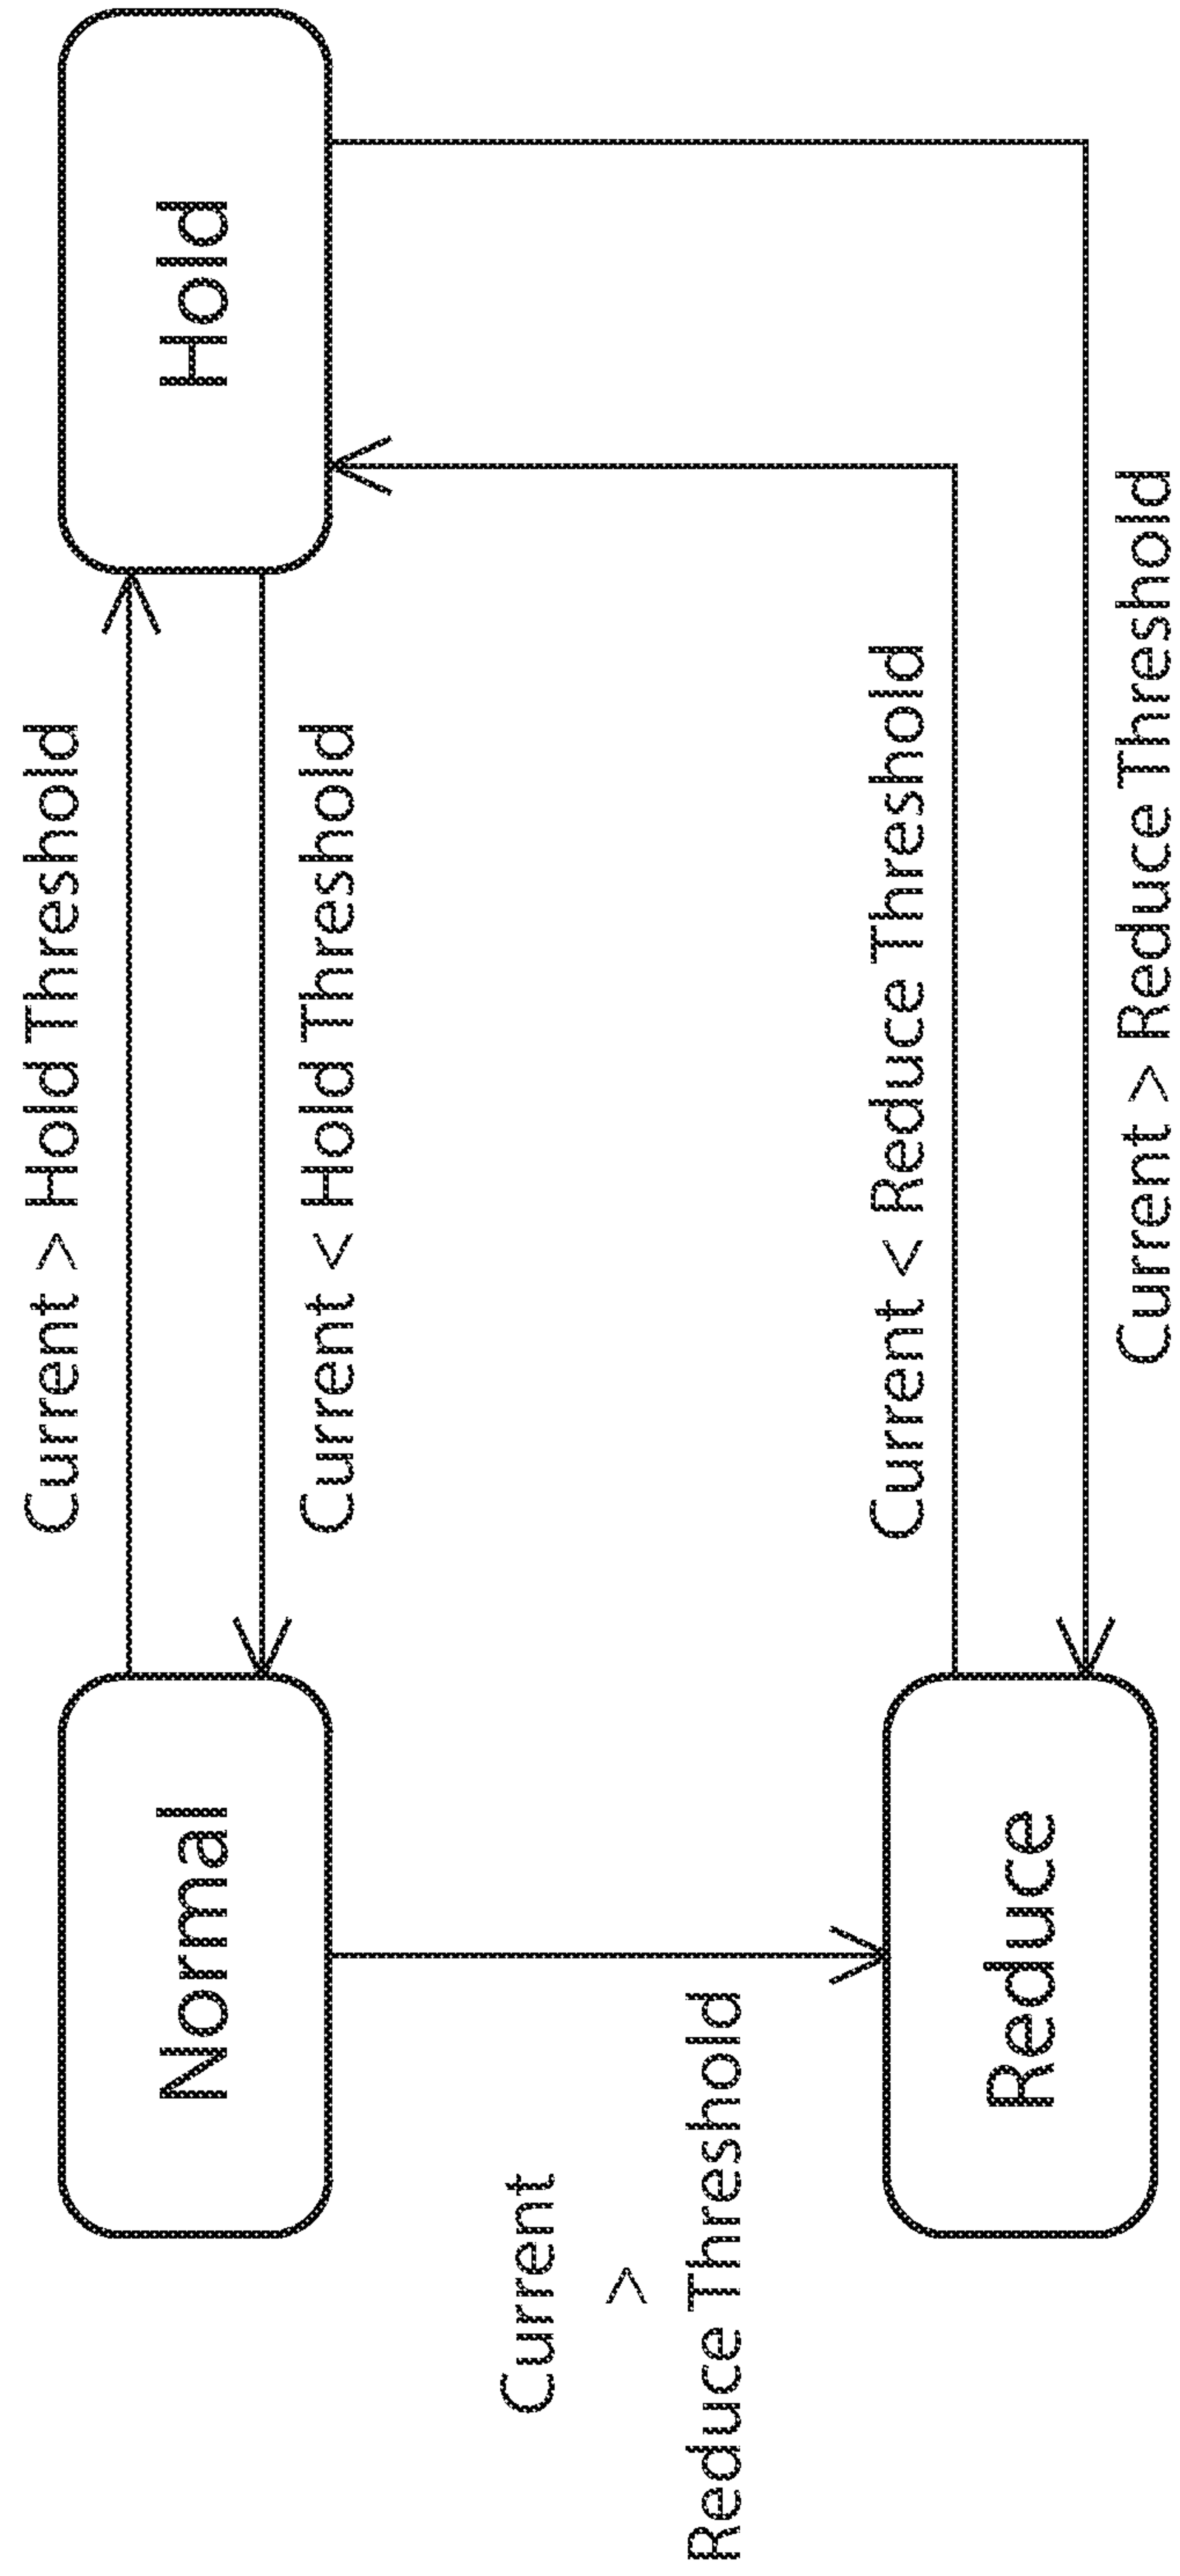 Current > Hold Threshold
Normal
Hold
Current < Hold Threshold
Current
>
Reduce Threshold
Current < Reduce Threshold
Reduce
Current > Reduce Threshold